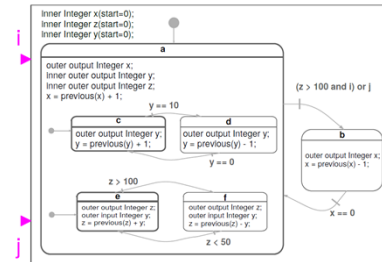 inner Integer x(start=0);
inner Integer z(start=0);
inner Integer y(start=0);
i
a
outer output Integer x;
inner outer output Integer y;
inner outer output Integer z;
x = previous(x) + 1;
y == 10
c
outer output Integer y;
y = previous(y) + 1;
d
outer output Integer y;
y = previous(y) - 1;
y == 0
(z > 100 and i) or j
b
outer output Integer x;
x = previous(x) - 1;
x == 0
z > 100
e
outer output Integer z;
outer input Integer y;
z = previous(z) + y;
f
outer output Integer z;
outer input Integer y;
z = previous(z) - y;
z < 50
j